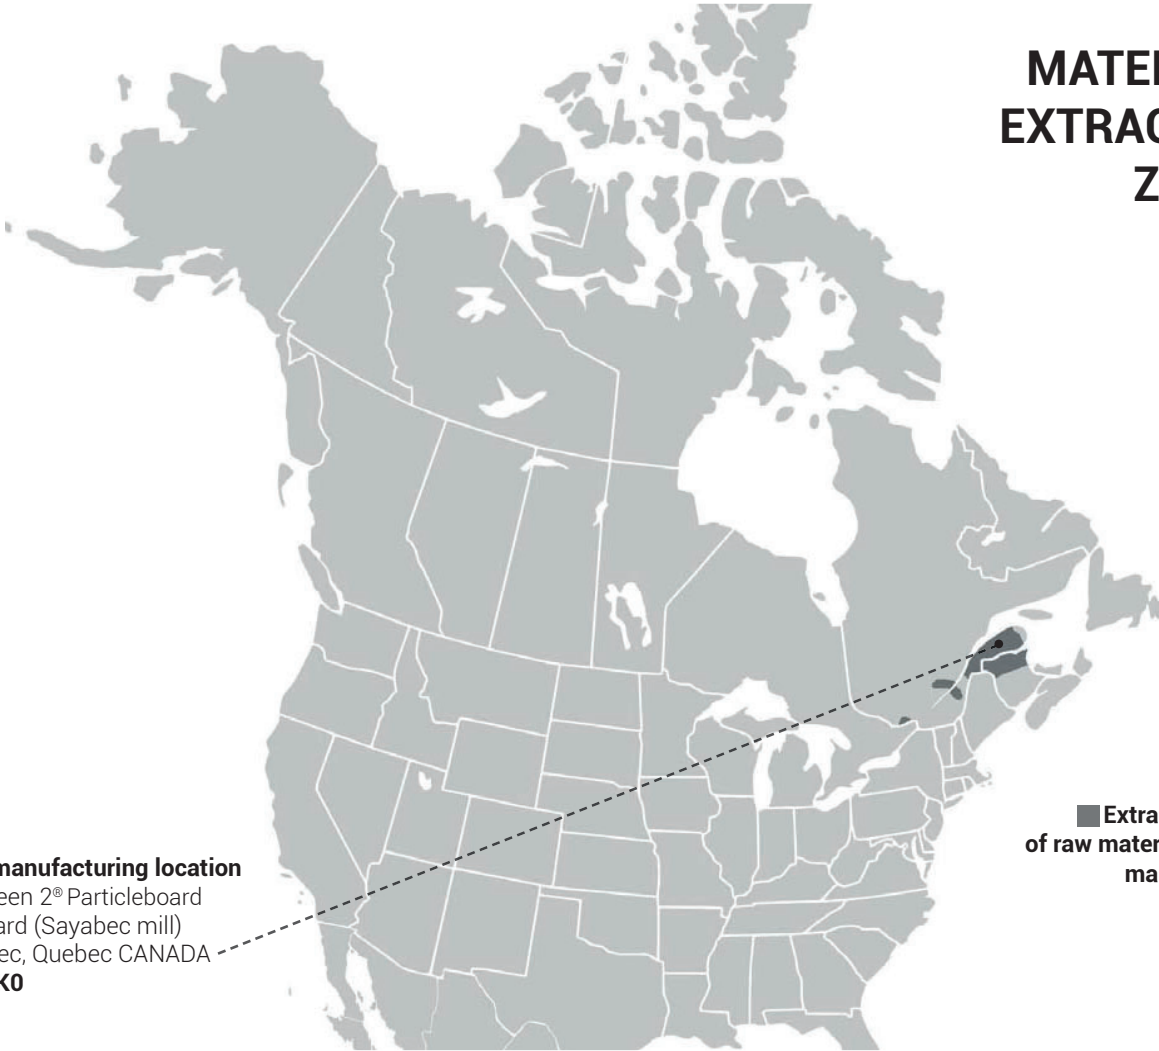 MATE
EXTRAC
Z
manufacturing location
een 2® Particleboard
ard (Sayabec mill)
ec, Quebec CANADA
K0
Extra
of raw mater
ma